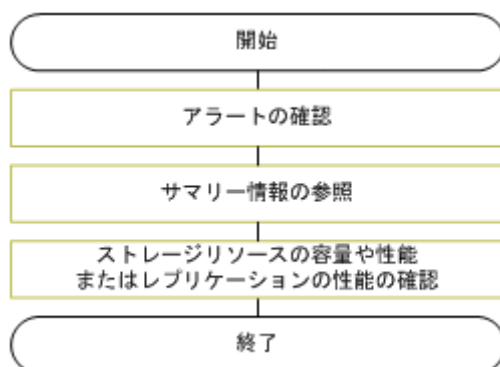 開始
アラートの確認
サマリー情報の参照
ストレージリソースの容量や性能
またはレプリケーションの性能の確認
終了